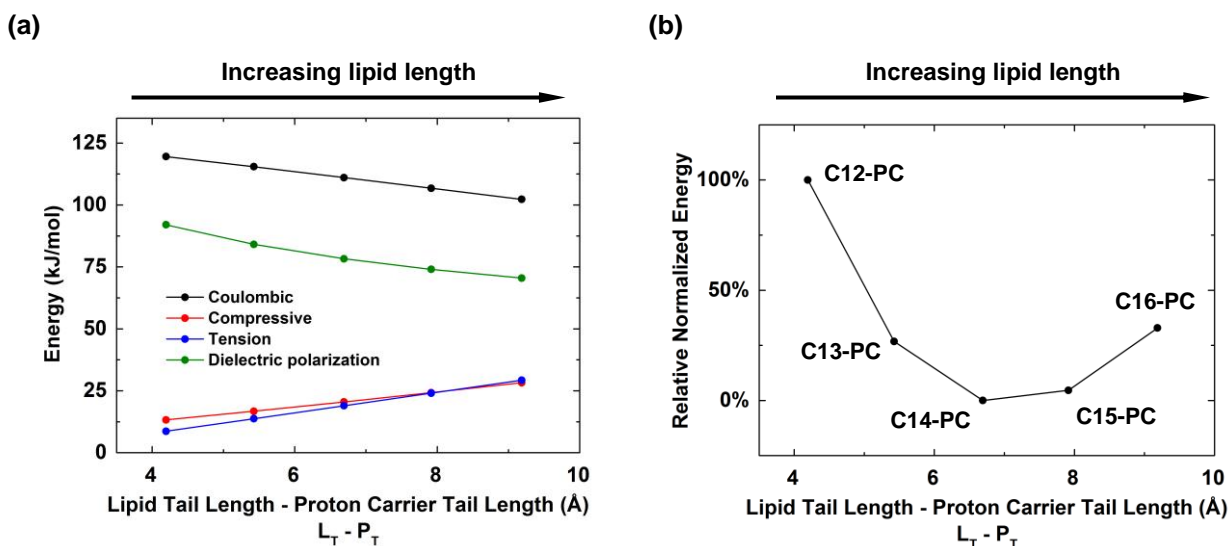 (a)
Increasing lipid length
125
100
75
50
25
0
Energy (kJ/mol)
Coulombic
Compressive
Tension
Dielectric polarization
4 6 8 10
Lipid Tail Length - Proton Carrier Tail Length (Å)
L_T - P_T
(b)
Increasing lipid length
100%
50%
0%
Relative Normalized Energy
C12-PC
C13-PC
C14-PC
C15-PC
C16-PC
4 6 8 10
Lipid Tail Length - Proton Carrier Tail Length (Å)
L_T - P_T